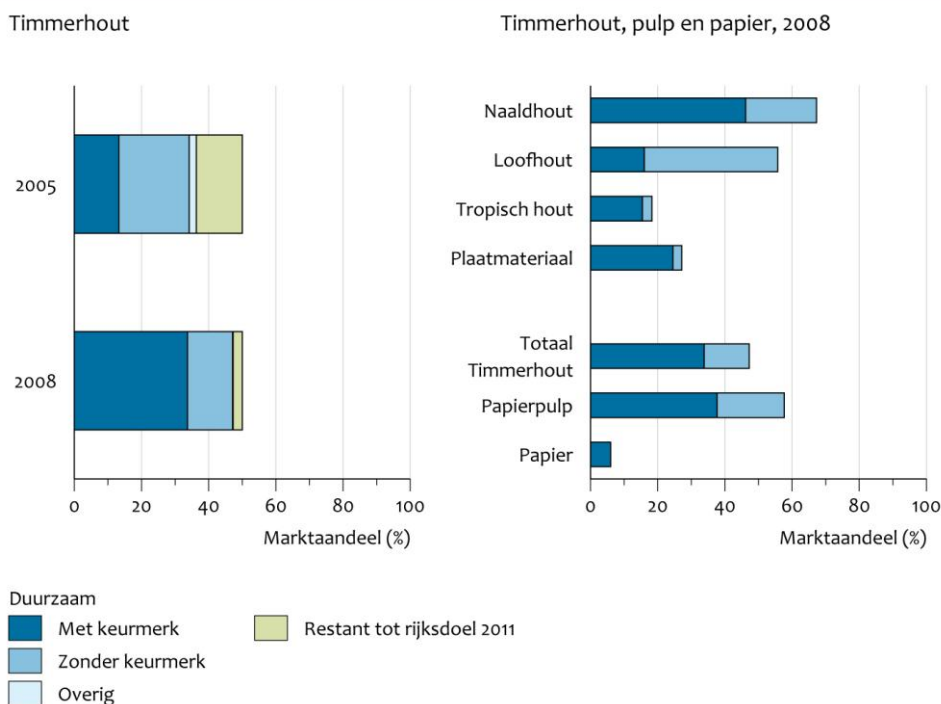 Timmerhout
2005
2008
0 20 40 60 80 100
Marktaandeel (%)
Timmerhout, pulp en papier, 2008
Naaldhout
Loofhout
Tropisch hout
Plaatmateriaal
Totaal
Timmerhout
Papierpulp
Papier
0 20 40 60 80 100
Marktaandeel (%)
Duurzaam
Met keurmerk
Zonder keurmerk
Overig
Restant tot rijksdoel 2011